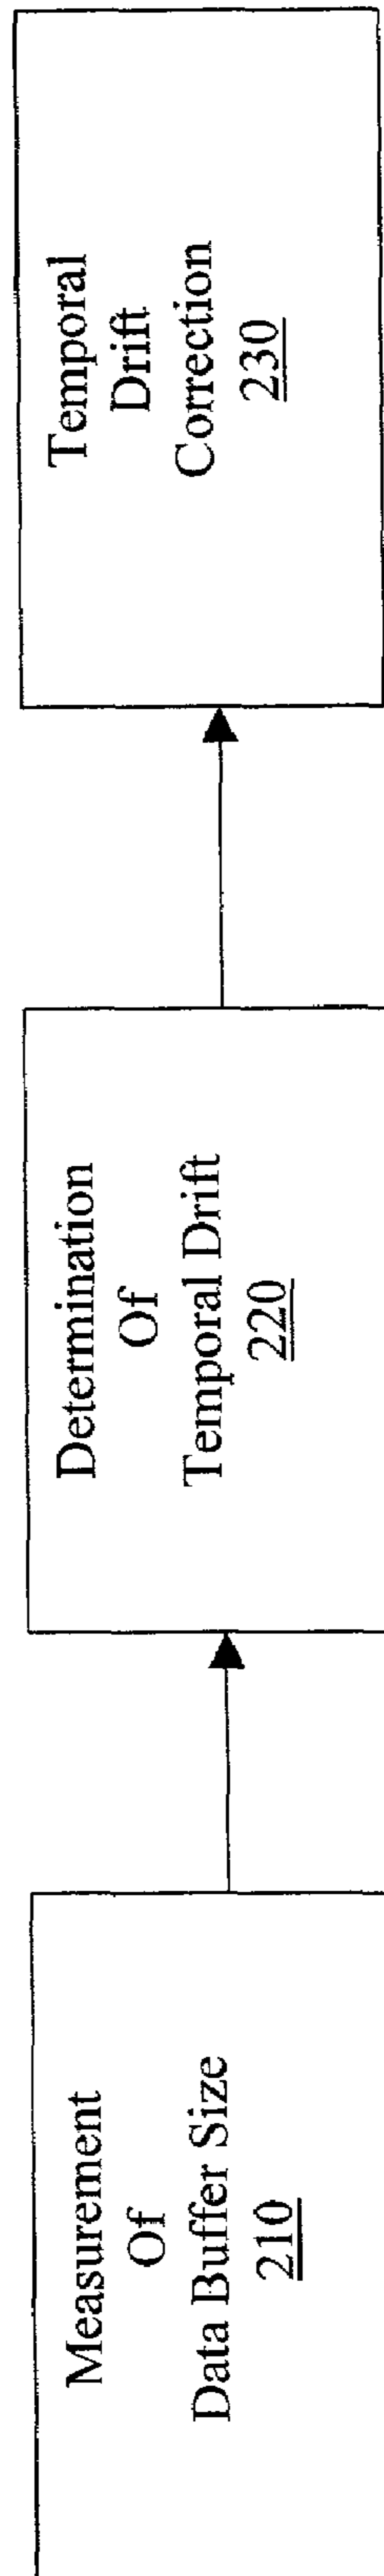 Measurement
Of
Data Buffer Size
210
Determination
Of
Temporal Drift
220
Temporal
Drift
Correction
230